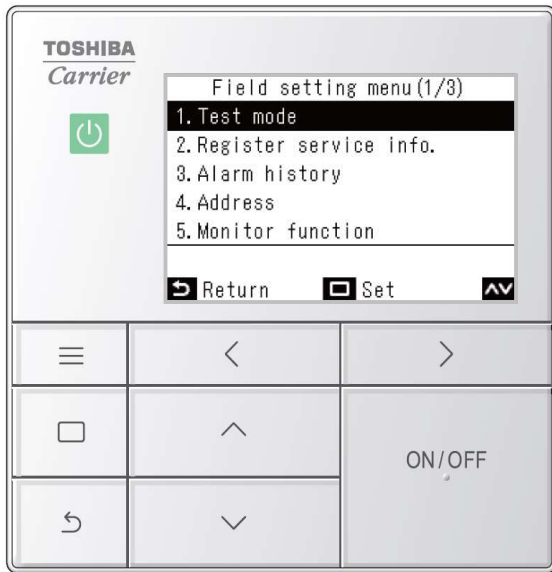 TOSHIBA
Carrier
Field setting menu(1/3)
1.Test mode
2.Register service info.
3.Alarm history
4.Address
5.Monitor function
Return Set
ON/OFF